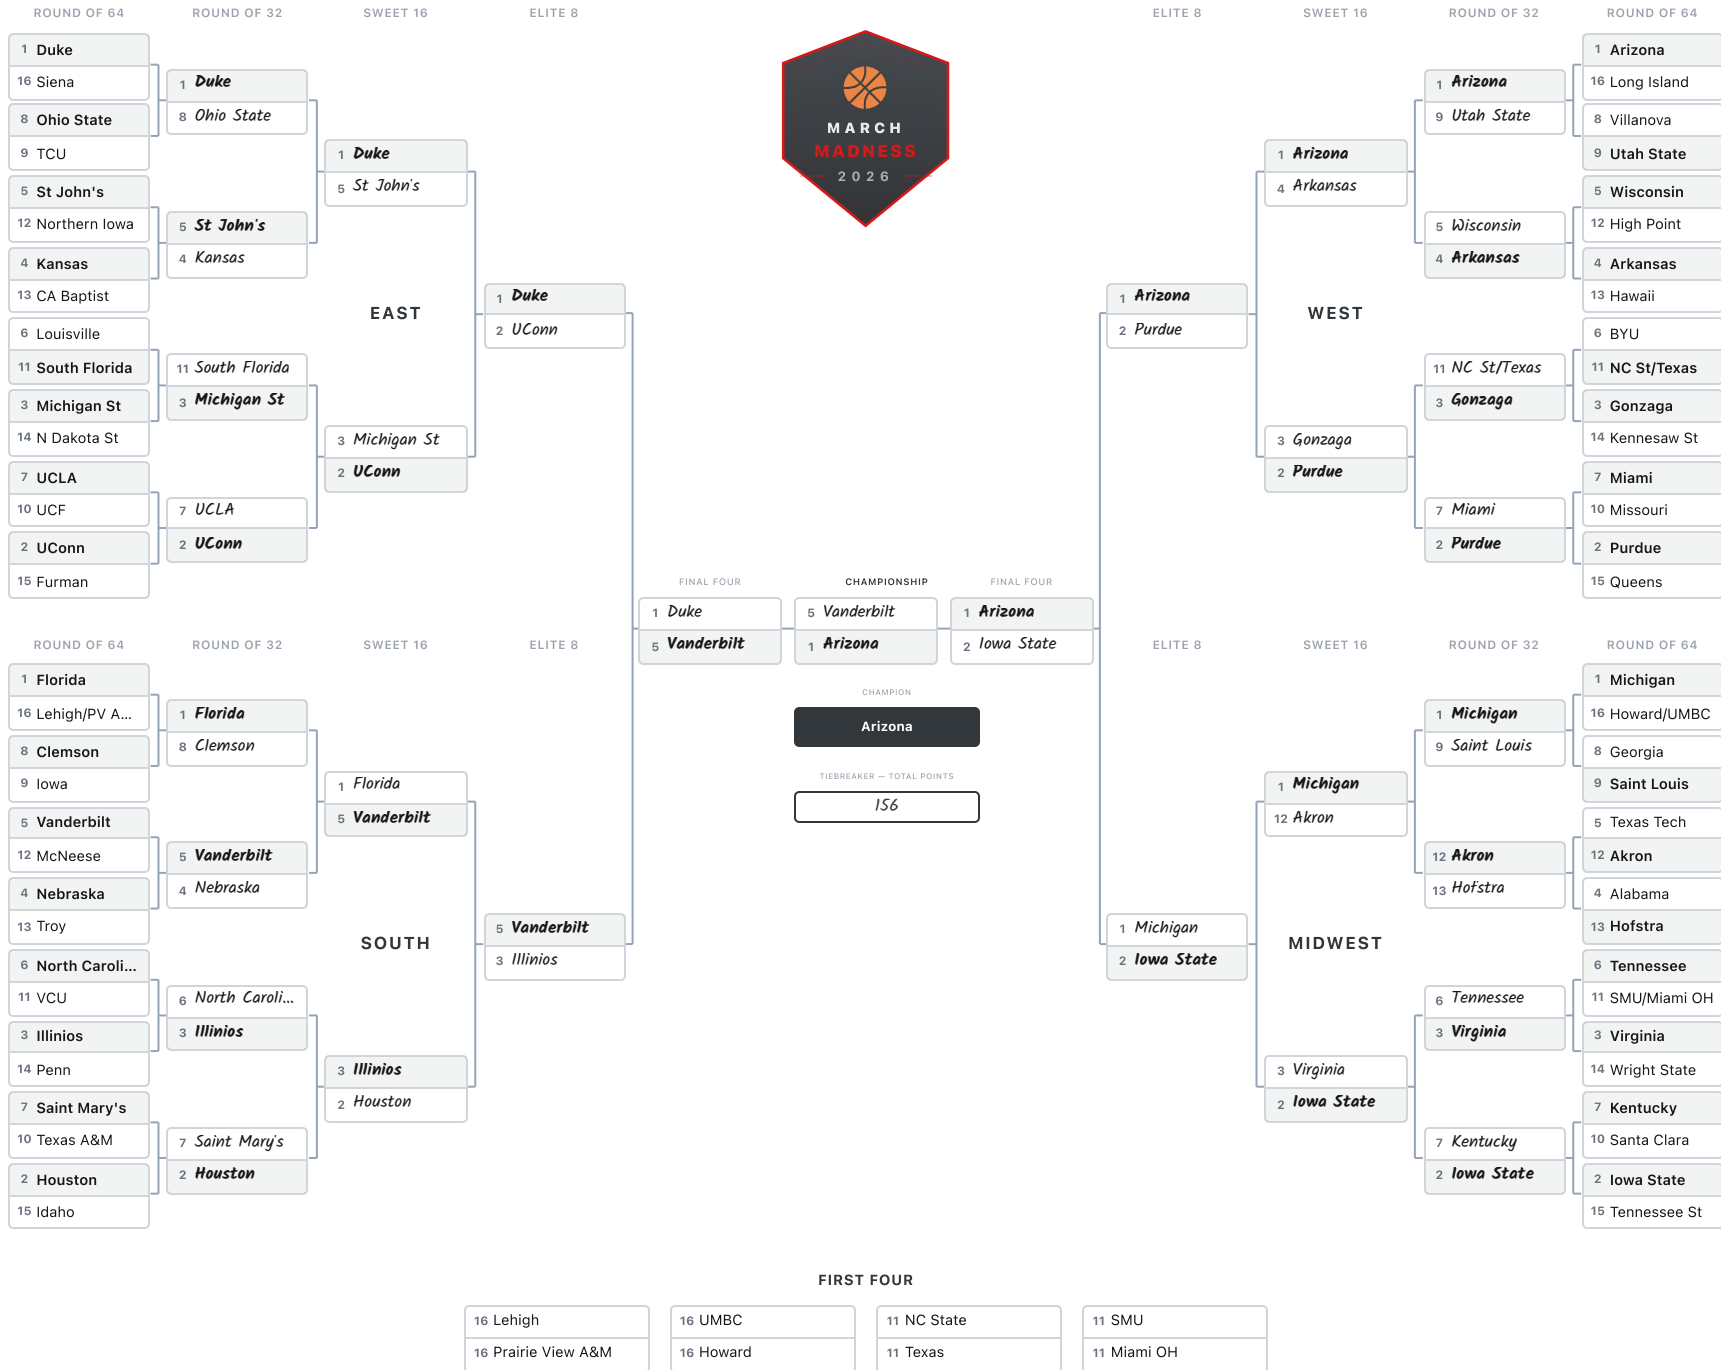 ROUND OF 64
ROUND OF 32
SWEET 16
ELITE 8
1 Duke
16 Siena
8 Ohio State
9 TCU
5 St John's
12 Northern Iowa
4 Kansas
13 CA Baptist
6 Louisville
11 South Florida
3 Michigan St
14 N Dakota St
7 UCLA
10 UCF
2 UConn
15 Furman
1 Duke
8 Ohio State
5 St John's
4 Kansas
11 South Florida
3 Michigan St
7 UCLA
2 UConn
1 Duke
5 St John's
3 Michigan St
2 UConn
EAST
1 Duke
2 UConn
MARCH
MADNESS
2026
ELITE 8
SWEET 16
ROUND OF 32
ROUND OF 64
1 Arizona
2 Purdue
WEST
1 Arizona
4 Arkansas
3 Gonzaga
2 Purdue
1 Arizona
9 Utah State
5 Wisconsin
4 Arkansas
11 NC St/Texas
3 Gonzaga
7 Miami
2 Purdue
1 Arizona
16 Long Island
8 Villanova
9 Utah State
5 Wisconsin
12 High Point
4 Arkansas
13 Hawaii
6 BYU
11 NC St/Texas
3 Gonzaga
14 Kennesaw St
7 Miami
10 Missouri
2 Purdue
15 Queens
FINAL FOUR
1 Duke
5 Vanderbilt
CHAMPIONSHIP
5 Vanderbilt
1 Arizona
FINAL FOUR
1 Arizona
2 Iowa State
CHAMPION
Arizona
TIEBREAKER — TOTAL POINTS
156
ROUND OF 64
ROUND OF 32
SWEET 16
ELITE 8
1 Florida
16 Lehigh/PV A...
8 Clemson
9 Iowa
5 Vanderbilt
12 McNeese
4 Nebraska
13 Troy
6 North Caroli...
11 VCU
3 Illinios
14 Penn
7 Saint Mary's
10 Texas A&M
2 Houston
15 Idaho
1 Florida
8 Clemson
5 Vanderbilt
4 Nebraska
6 North Caroli...
3 Illinios
7 Saint Mary's
2 Houston
1 Florida
5 Vanderbilt
3 Illinios
2 Houston
SOUTH
5 Vanderbilt
3 Illinios
ELITE 8
SWEET 16
ROUND OF 32
ROUND OF 64
1 Michigan
2 Iowa State
MIDWEST
1 Michigan
12 Akron
3 Virginia
2 Iowa State
1 Michigan
9 Saint Louis
12 Akron
13 Hofstra
6 Tennessee
3 Virginia
7 Kentucky
2 Iowa State
1 Michigan
16 Howard/UMBC
8 Georgia
9 Saint Louis
5 Texas Tech
12 Akron
4 Alabama
13 Hofstra
6 Tennessee
11 SMU/Miami OH
3 Virginia
14 Wright State
7 Kentucky
10 Santa Clara
2 Iowa State
15 Tennessee St
FIRST FOUR
16 Lehigh
16 Prairie View A&M
16 UMBC
16 Howard
11 NC State
11 Texas
11 SMU
11 Miami OH